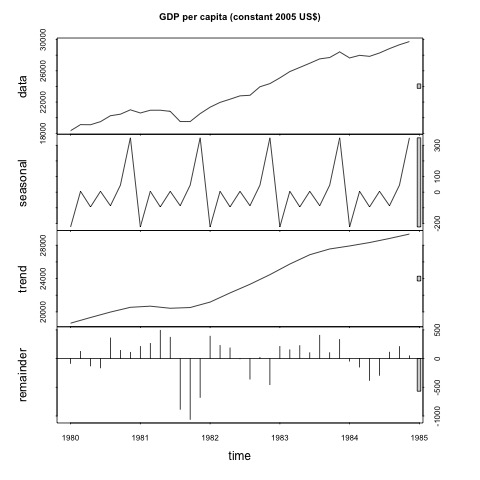 GDP per capita (constant 2005 US$)
data
18000 22000 26000 30000
seasonal
-200 0 100 300
trend
20000 24000 28000
remainder
-1000 -500 0 500
1980 1981 1982 1983 1984 1985
time